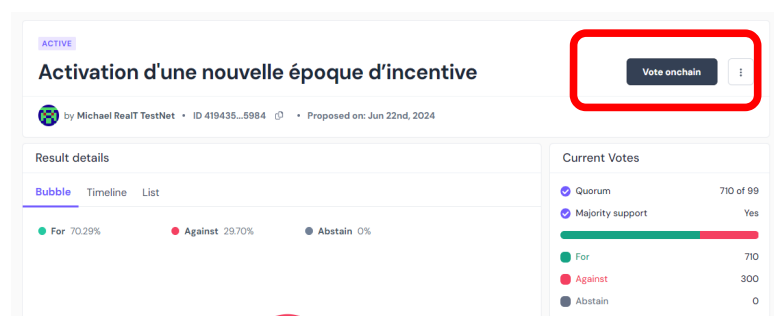 ACTIVE
Activation d'une nouvelle époque d’incentive
Vote onchain
by Michael RealT TestNet • ID 419435...5984 • Proposed on: Jun 22nd, 2024
Result details
Bubble Timeline List
For 70.29% Against 29.70% Abstain 0%
Current Votes
Quorum 710 of 99
Majority support Yes
For 710
Against 300
Abstain 0